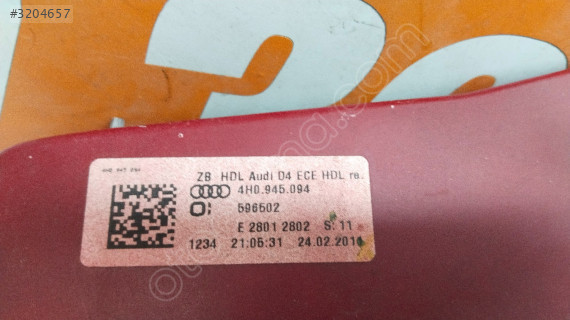 #3204657
ZB HDL Audi D4 ECE HDL re.
4H0.945.094
596502
E 2801 2802 S: 11
1234 21:05:31 24.02.2011